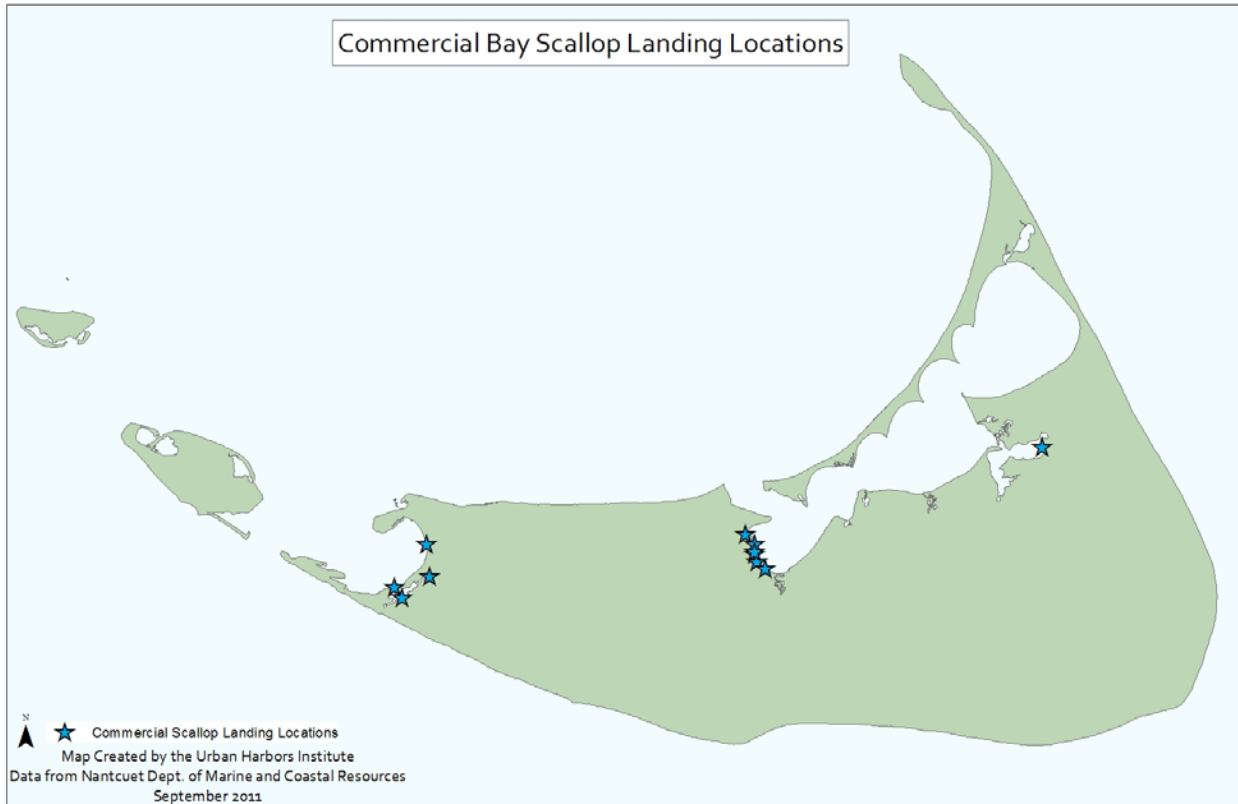 Commercial Bay Scallop Landing Locations
N
Commercial Scallop Landing Locations
Map Created by the Urban Harbors Institute
Data from Nantcuet Dept. of Marine and Coastal Resources
September 2011